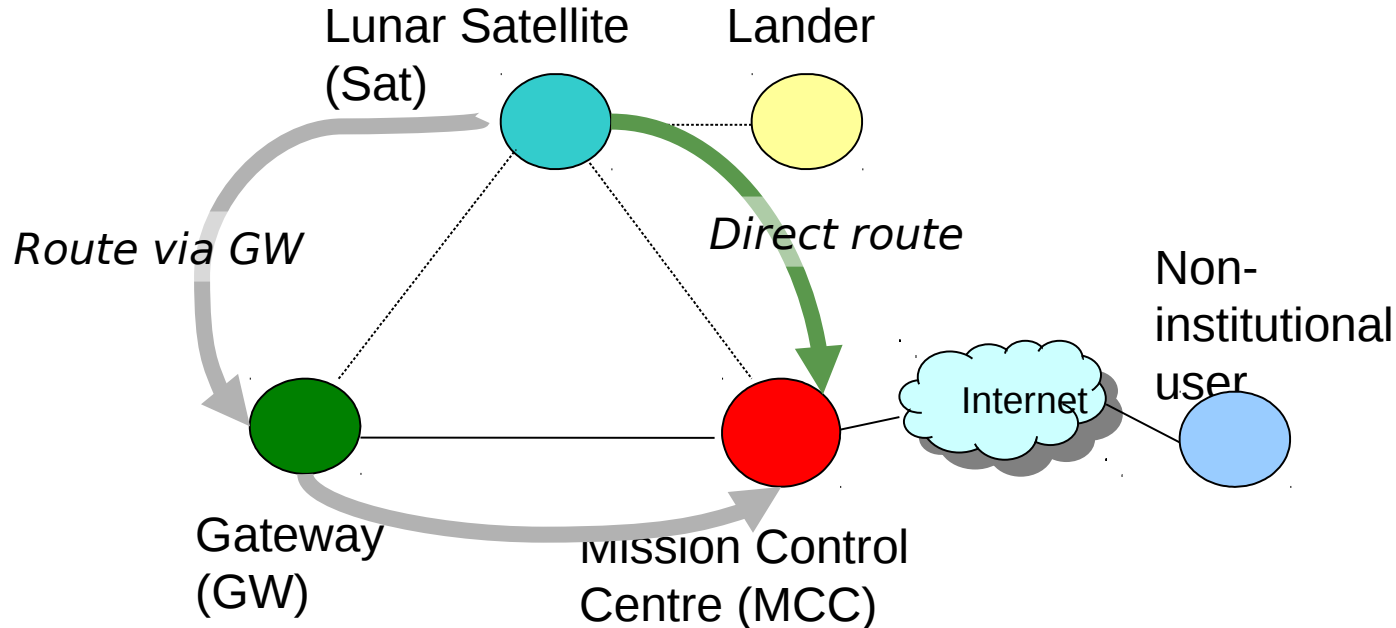 Lunar Satellite
(Sat)
Lander
Route via GW
Direct route
Non-
institutional
user
Internet
Gateway
(GW)
Mission Control
Centre (MCC)